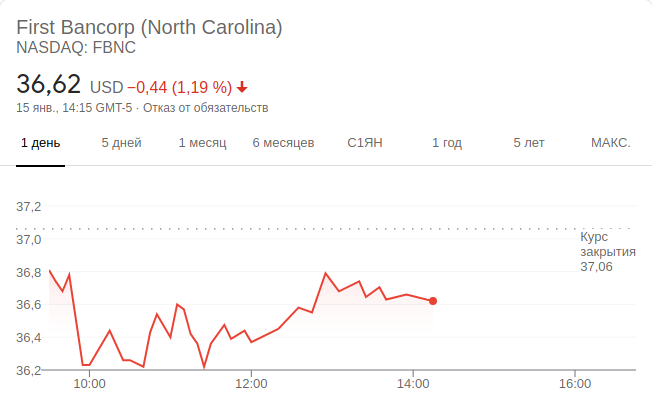 First Bancorp (North Carolina)
NASDAQ: FBNC
36,62 USD −0,44 (1,19 %)
15 янв., 14:15 GMT-5 · Отказ от обязательств
1 день 5 дней 1 месяц 6 месяцев С1ЯН 1 год 5 лет МАКС.
37,2
37,0
36,8
36,6
36,4
36,2
Курс
закрытия
37,06
10:00 12:00 14:00 16:00